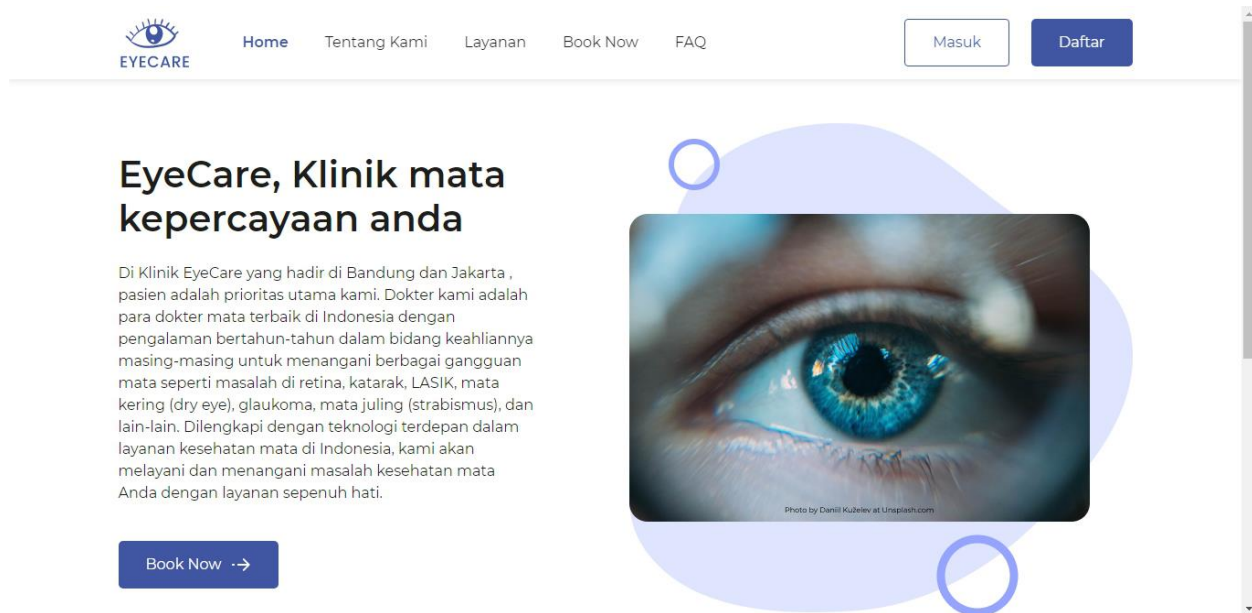 EYECARE
Home
Tentang Kami
Layanan
Book Now
FAQ
Masuk
Daftar
EyeCare, Klinik mata
kepercayaan anda
Di Klinik EyeCare yang hadir di Bandung dan Jakarta ,
pasien adalah prioritas utama kami. Dokter kami adalah
para dokter mata terbaik di Indonesia dengan
pengalaman bertahun-tahun dalam bidang keahliannya
masing-masing untuk menangani berbagai gangguan
mata seperti masalah di retina, katarak, LASIK, mata
kering (dry eye), glaukoma, mata juling (strabismus), dan
lain-lain. Dilengkapi dengan teknologi terdepan dalam
layanan kesehatan mata di Indonesia, kami akan
melayani dan menangani masalah kesehatan mata
Anda dengan layanan sepenuh hati.
Photo by Daniil Kuželev at Unsplash.com
Book Now